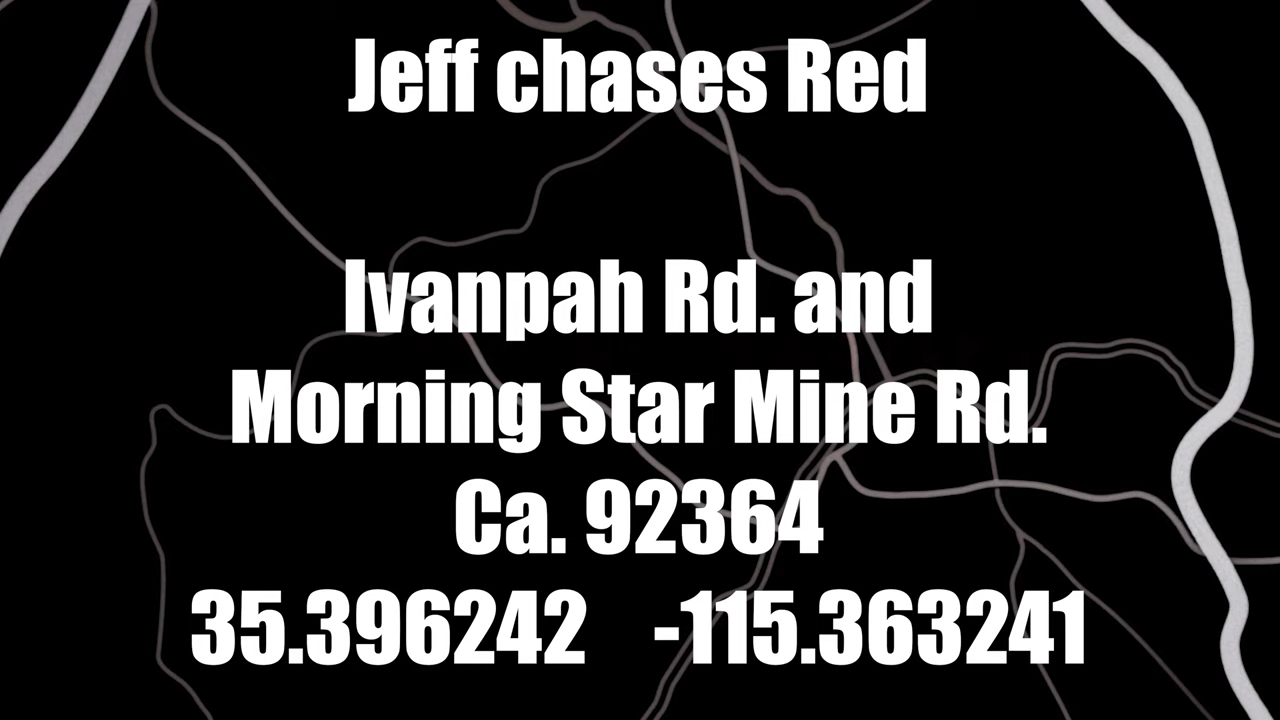 Jeff chases Red
Ivanpah Rd. and
Morning Star Mine Rd.
Ca. 92364
35.396242 -115.363241